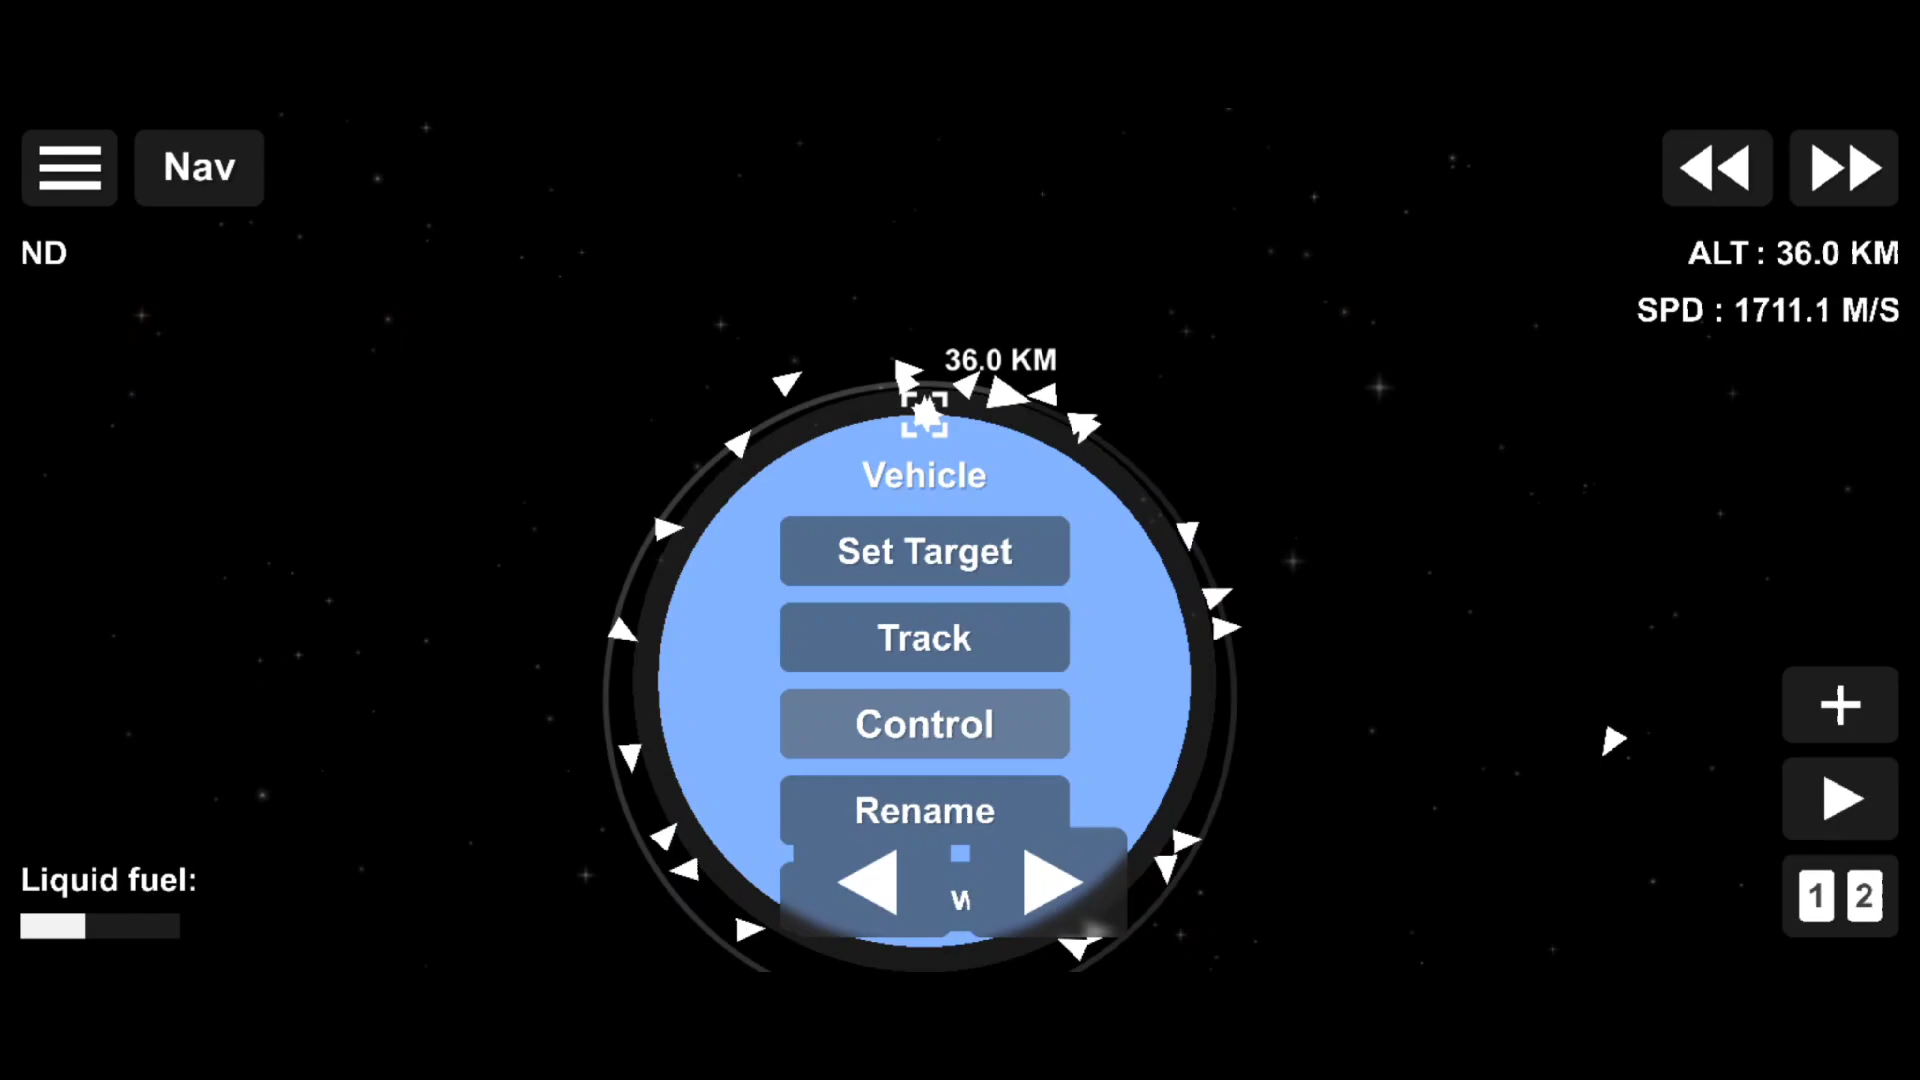 Nav
ND
ALT : 36.0 KM
SPD : 1711.1 M/S
36.0 KM
Vehicle
Set Target
Track
Control
Rename
Liquid fuel:
1 2